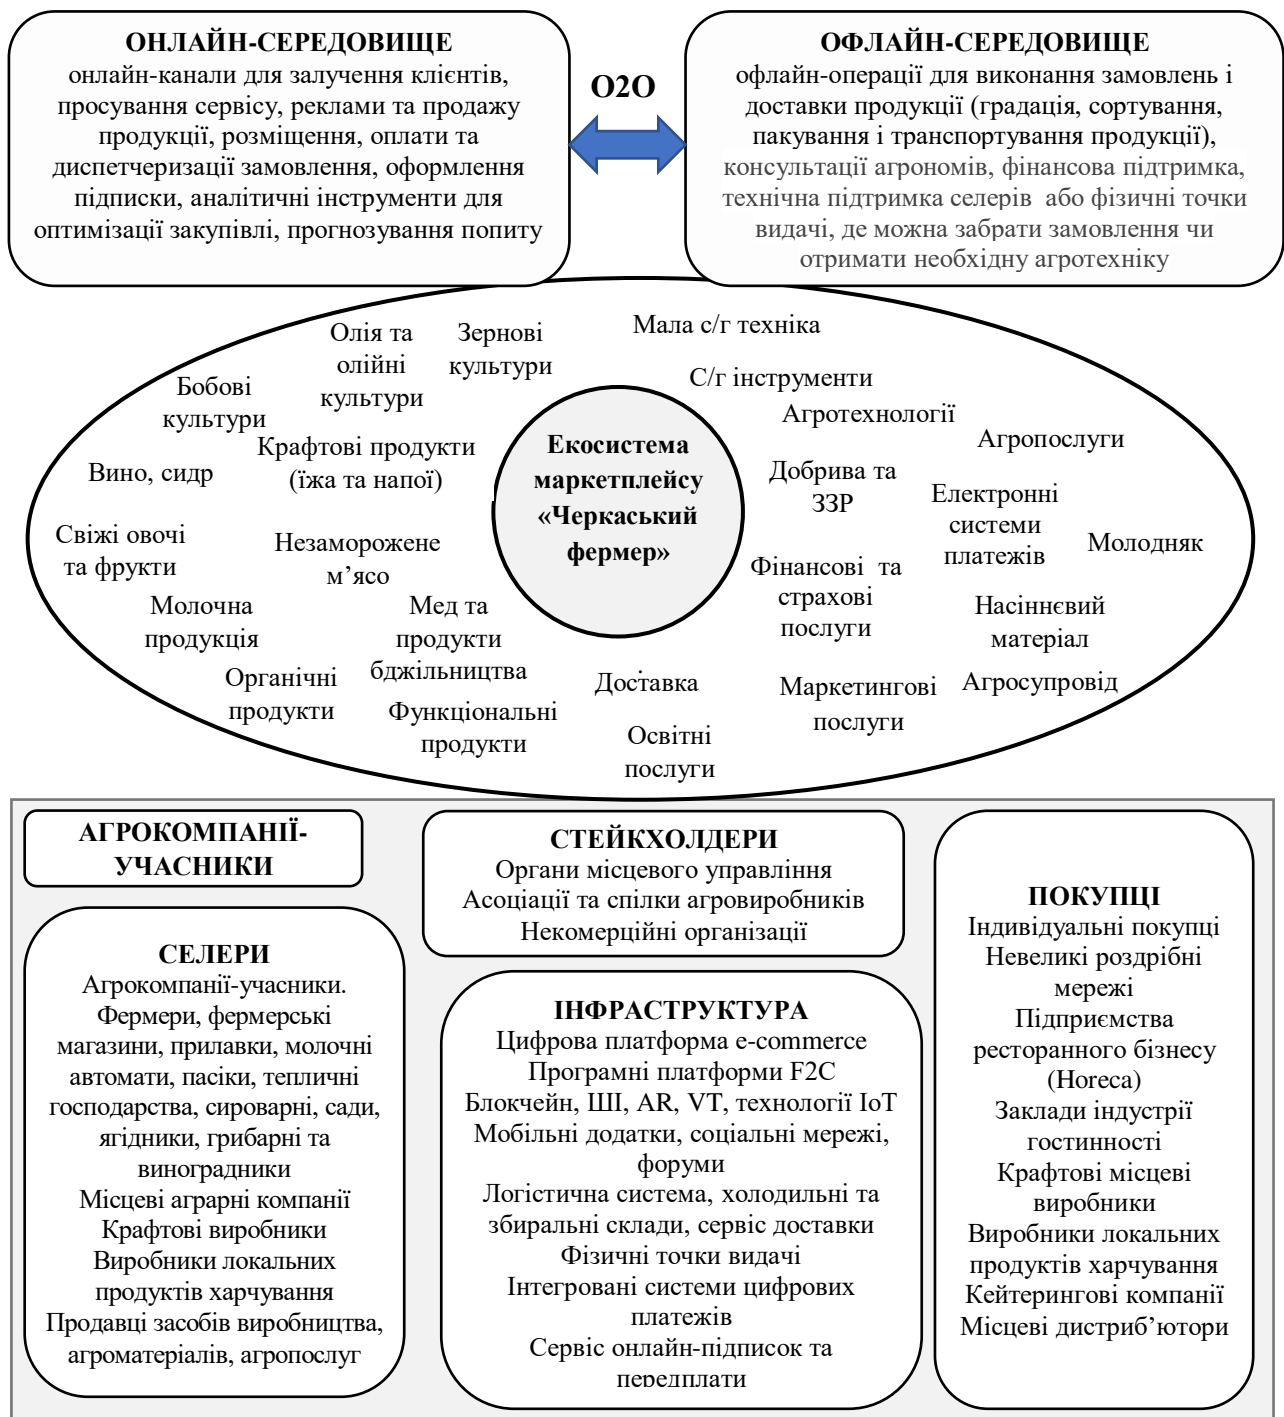 ОНЛАЙН-СЕРЕДОВИЩЕ
онлайн-канали для залучення клієнтів,
просування сервісу, реклами та продажу
продукції, розміщення, оплати та
диспетчеризації замовлення, оформлення
підписки, аналітичні інструменти для
оптимізації закупівлі, прогнозування попиту
О2О
ОФЛАЙН-СЕРЕДОВИЩЕ
офлайн-операції для виконання замовлень і
доставки продукції (градація, сортування,
пакування і транспортування продукції),
консультації агрономів, фінансова підтримка,
технічна підтримка селерів або фізичні точки
видачі, де можна забрати замовлення чи
отримати необхідну агротехніку
Олія та
олійні
культури
Зернові
культури
Мала с/г техніка
Бобові
культури
С/г інструменти
Агротехнології
Агропослуги
Вино, сидр
Крафтові продукти
(їжа та напої)
Екосистема
маркетплейсу
«Черкаський
фермер»
Добрива та
ЗЗР
Електронні
системи
платежів
Молодняк
Свіжі овочі
та фрукти
Незаморожене
м’ясо
Фінансові та
страхові
послуги
Насіннєвий
матеріал
Молочна
продукція
Мед та
продукти
бджільництва
Органічні
продукти
Функціональні
продукти
Доставка
Освітні
послуги
Маркетингові
послуги
Агросупровід
АГРОКОМПАНІЇ-
УЧАСНИКИ
СЕЛЕРИ
Агрокомпанії-учасники.
Фермери, фермерські
магазини, прилавки, молочні
автомати, пасіки, тепличні
господарства, сироварні, сади,
ягідники, грибарні та
виноградники
Місцеві аграрні компанії
Крафтові виробники
Виробники локальних
продуктів харчування
Продавці засобів виробництва,
агроматеріалів, агропослуг
СТЕЙКХОЛДЕРИ
Органи місцевого управління
Асоціації та спілки агровиробників
Некомерційні організації
ІНФРАСТРУКТУРА
Цифрова платформа e-commerce
Програмні платформи F2C
Блокчейн, ШІ, AR, VT, технології IoT
Мобільні додатки, соціальні мережі,
форуми
Логістична система, холодильні та
збиральні склади, сервіс доставки
Фізичні точки видачі
Інтегровані системи цифрових
платежів
Сервіс онлайн-підписок та
передплати
ПОКУПЦІ
Індивідуальні покупці
Невеликі роздрібні
мережі
Підприємства
ресторанного бізнесу
(Horeca)
Заклади індустрії
гостинності
Крафтові місцеві
виробники
Виробники локальних
продуктів харчування
Кейтерингові компанії
Місцеві дистриб’ютори